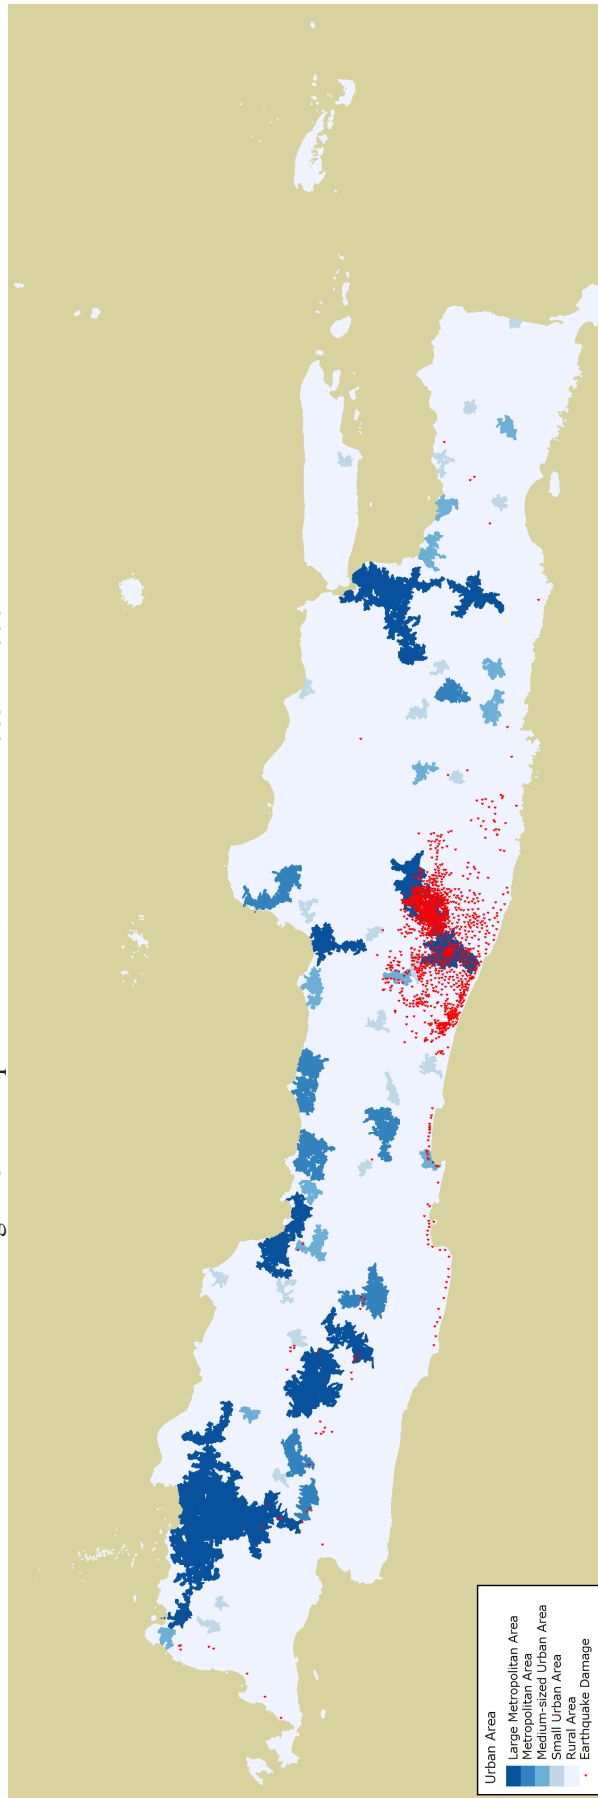 Urban Area
Large Metropolitan Area
Metropolitan Area
Medium-sized Urban Area
Small Urban Area
Rural Area
Earthquake Damage